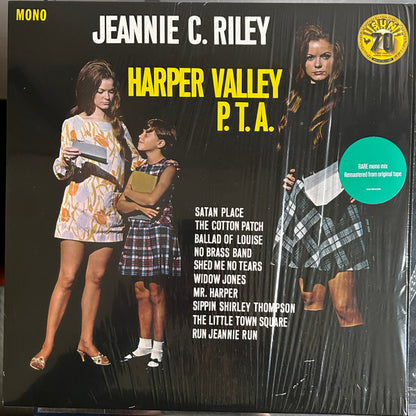 MONO
JEANNIE C. RILEY
SUN
70
HARPER VALLEY
P.T.A.
RARE mono mix
Remastered from original tape
SATAN PLACE
THE COTTON PATCH
BALLAD OF LOUISE
NO BRASS BAND
SHED ME NO TEARS
WIDOW JONES
MR. HARPER
SIPPIN SHIRLEY THOMPSON
THE LITTLE TOWN SQUARE
RUN JEANNIE RUN